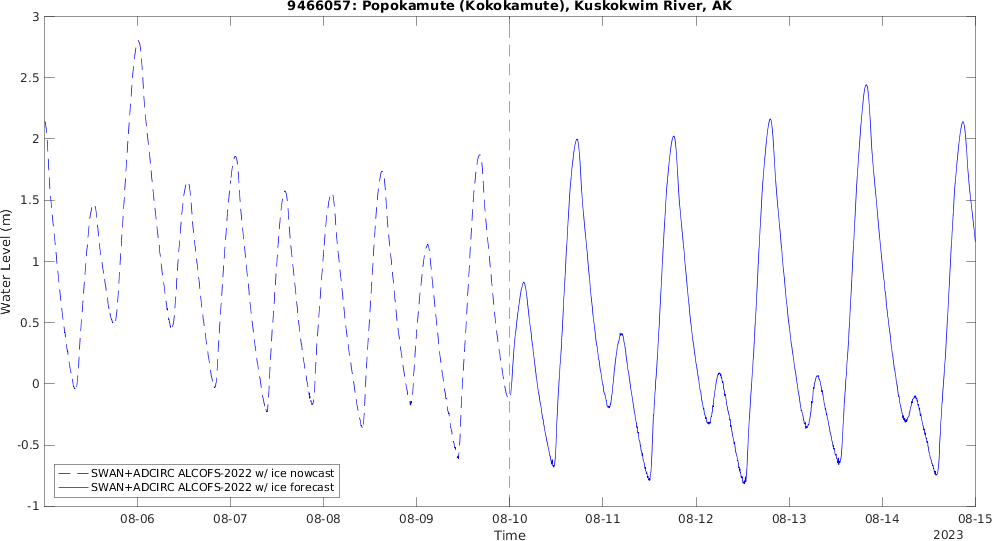 9466057: Popokamute (Kokokamute), Kuskokwim River, AK
3
2.5
2
1.5
1
0.5
0
-0.5
-1
Water Level (m)
SWAN+ADCIRC ALCOFS-2022 w/ ice nowcast
SWAN+ADCIRC ALCOFS-2022 w/ ice forecast
08-06 08-07 08-08 08-09 08-10 08-11 08-12 08-13 08-14 08-15
Time
2023